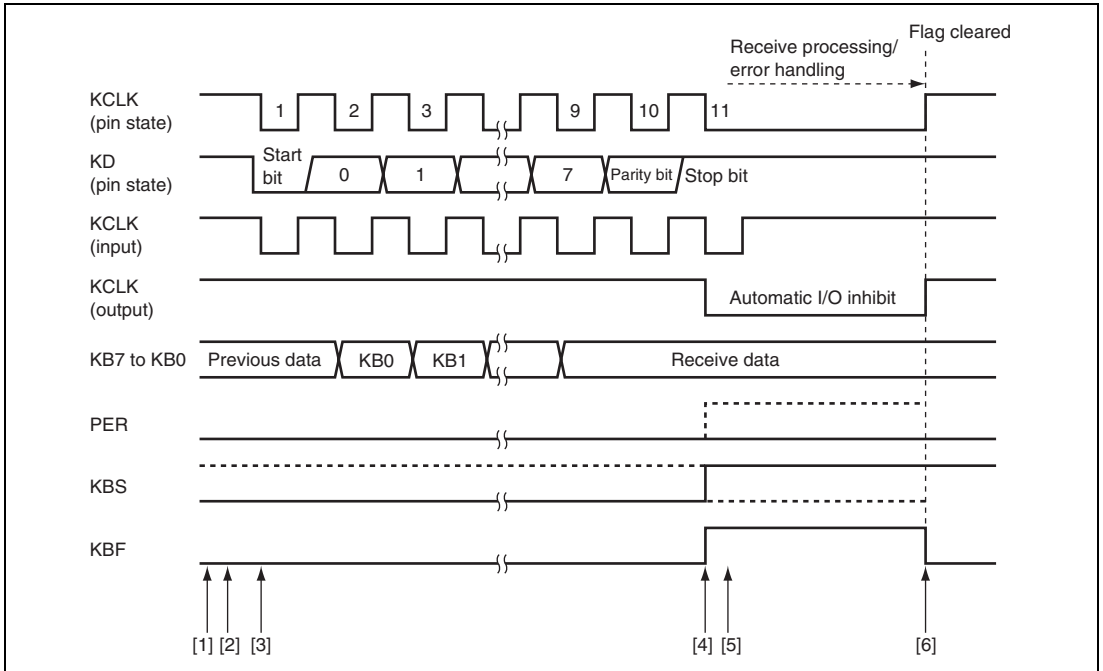 Flag cleared
Receive processing/
error handling
KCLK
(pin state)
1 2 3 9 10 11
KD
(pin state)
Start
bit
0 1 7 Parity bit Stop bit
KCLK
(input)
KCLK
(output)
Automatic I/O inhibit
KB7 to KB0
Previous data KB0 KB1 Receive data
PER
KBS
KBF
[1] [2] [3] [4] [5] [6]